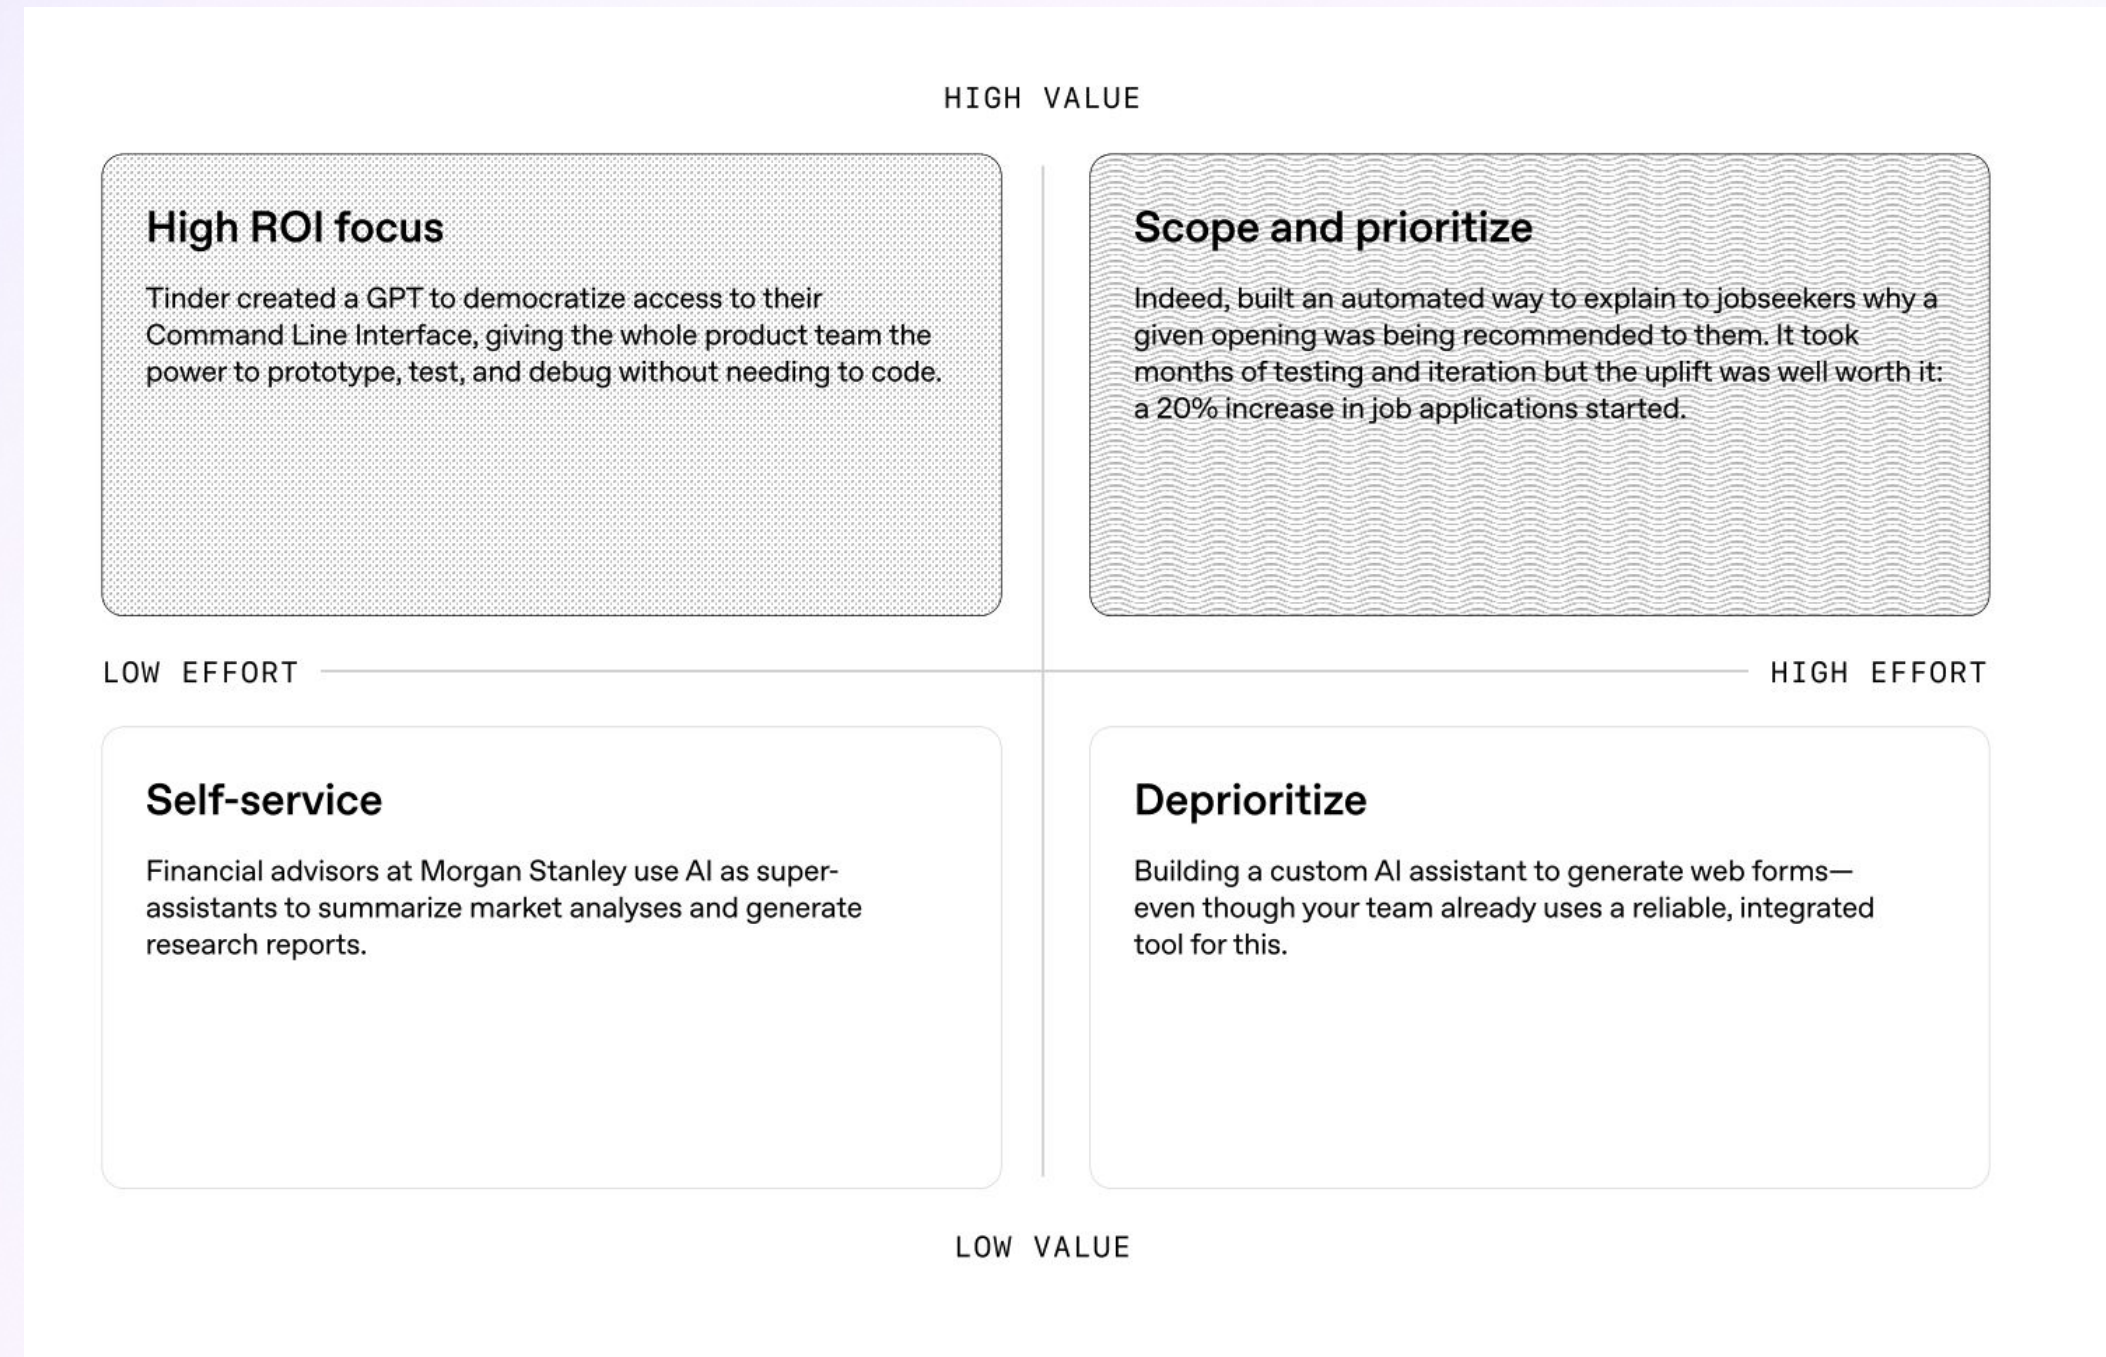 HIGH VALUE
High ROI focus
Tinder created a GPT to democratize access to their
Command Line Interface, giving the whole product team the
power to prototype, test, and debug without needing to code.
Scope and prioritize
Indeed, built an automated way to explain to jobseekers why a
given opening was being recommended to them. It took
months of testing and iteration but the uplift was well worth it:
a 20% increase in job applications started.
LOW EFFORT
HIGH EFFORT
Self-service
Financial advisors at Morgan Stanley use AI as super-
assistants to summarize market analyses and generate
research reports.
Deprioritize
Building a custom AI assistant to generate web forms—
even though your team already uses a reliable, integrated
tool for this.
LOW VALUE